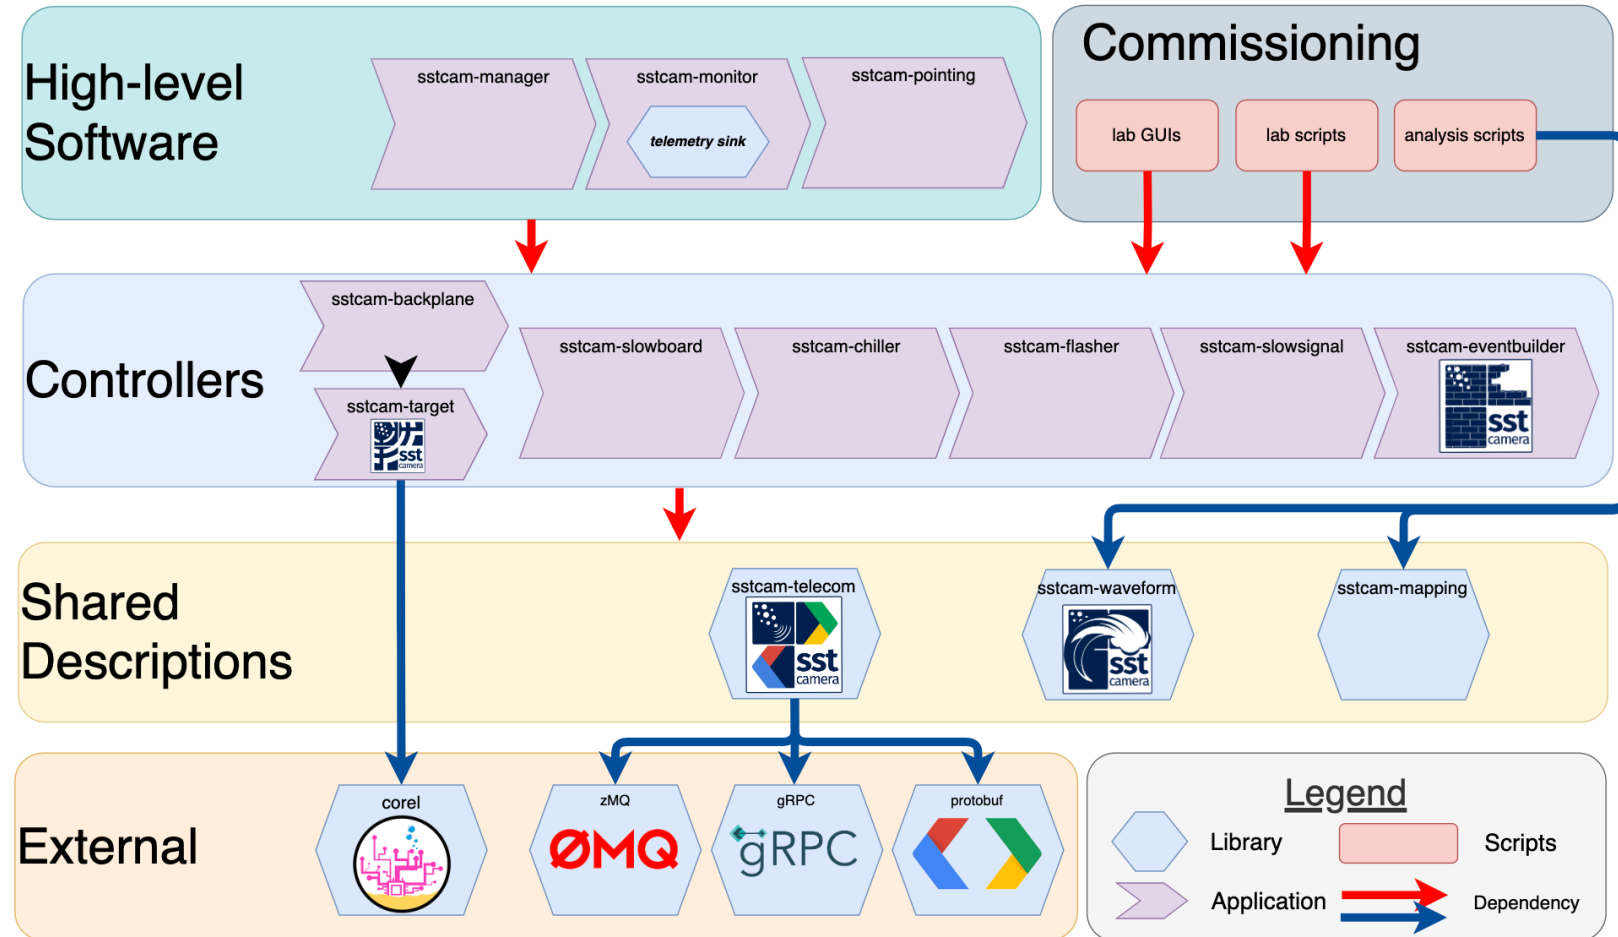 High-level
Software
sstcam-manager
sstcam-monitor
telemetry sink
sstcam-pointing
Commissioning
lab GUIs
lab scripts
analysis scripts
Controllers
sstcam-backplane
sstcam-target
sst
camera
sstcam-slowboard
sstcam-chiller
sstcam-flasher
sstcam-slowsignal
sstcam-eventbuilder
sst
camera
Shared
Descriptions
sstcam-telecom
sst
camera
sstcam-waveform
sst
camera
sstcam-mapping
External
corel
zMQ
ØMQ
gRPC
gRPC
protobuf
Legend
Library
Scripts
Application
Dependency